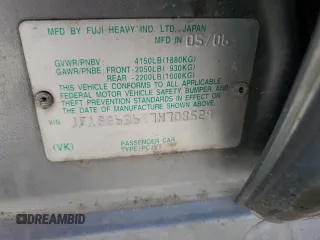 MFD BY FUJI HEAVY IND. LTD., JAPAN
MFD IN 05/06
GVWR/PNBV : 4150LB(1880KG)
GAWR/PNBE FRONT-2050LB( 930KG)
REAR -2200LB(1000KG)
THIS VEHICLE CONFORMS TO ALL APPLICABLE
FEDERAL MOTOR VEHICLE SAFETY, BUMPER, AND
THEFT PREVENTION STANDARDS IN EFFECT ON
THE DATE OF MANUFACTURE SHOWN ABOVE.
VIN
(VK)
PASSENGER CAR
AUTOBIDMASTER